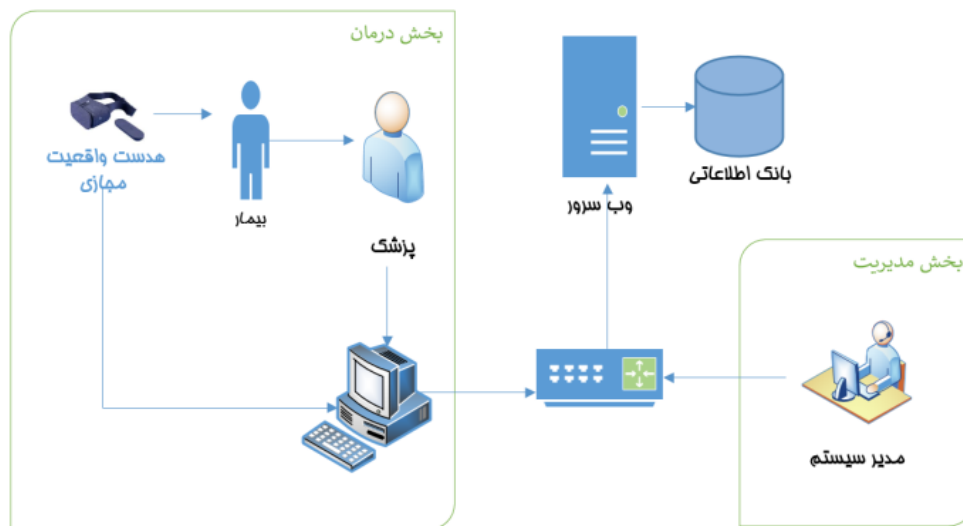 بخش درمان
هدست واقعیت
مجازی
بیمار
پزشک
وب سرور
بانک اطلاعاتی
بخش مدیریت
مدیر سیستم